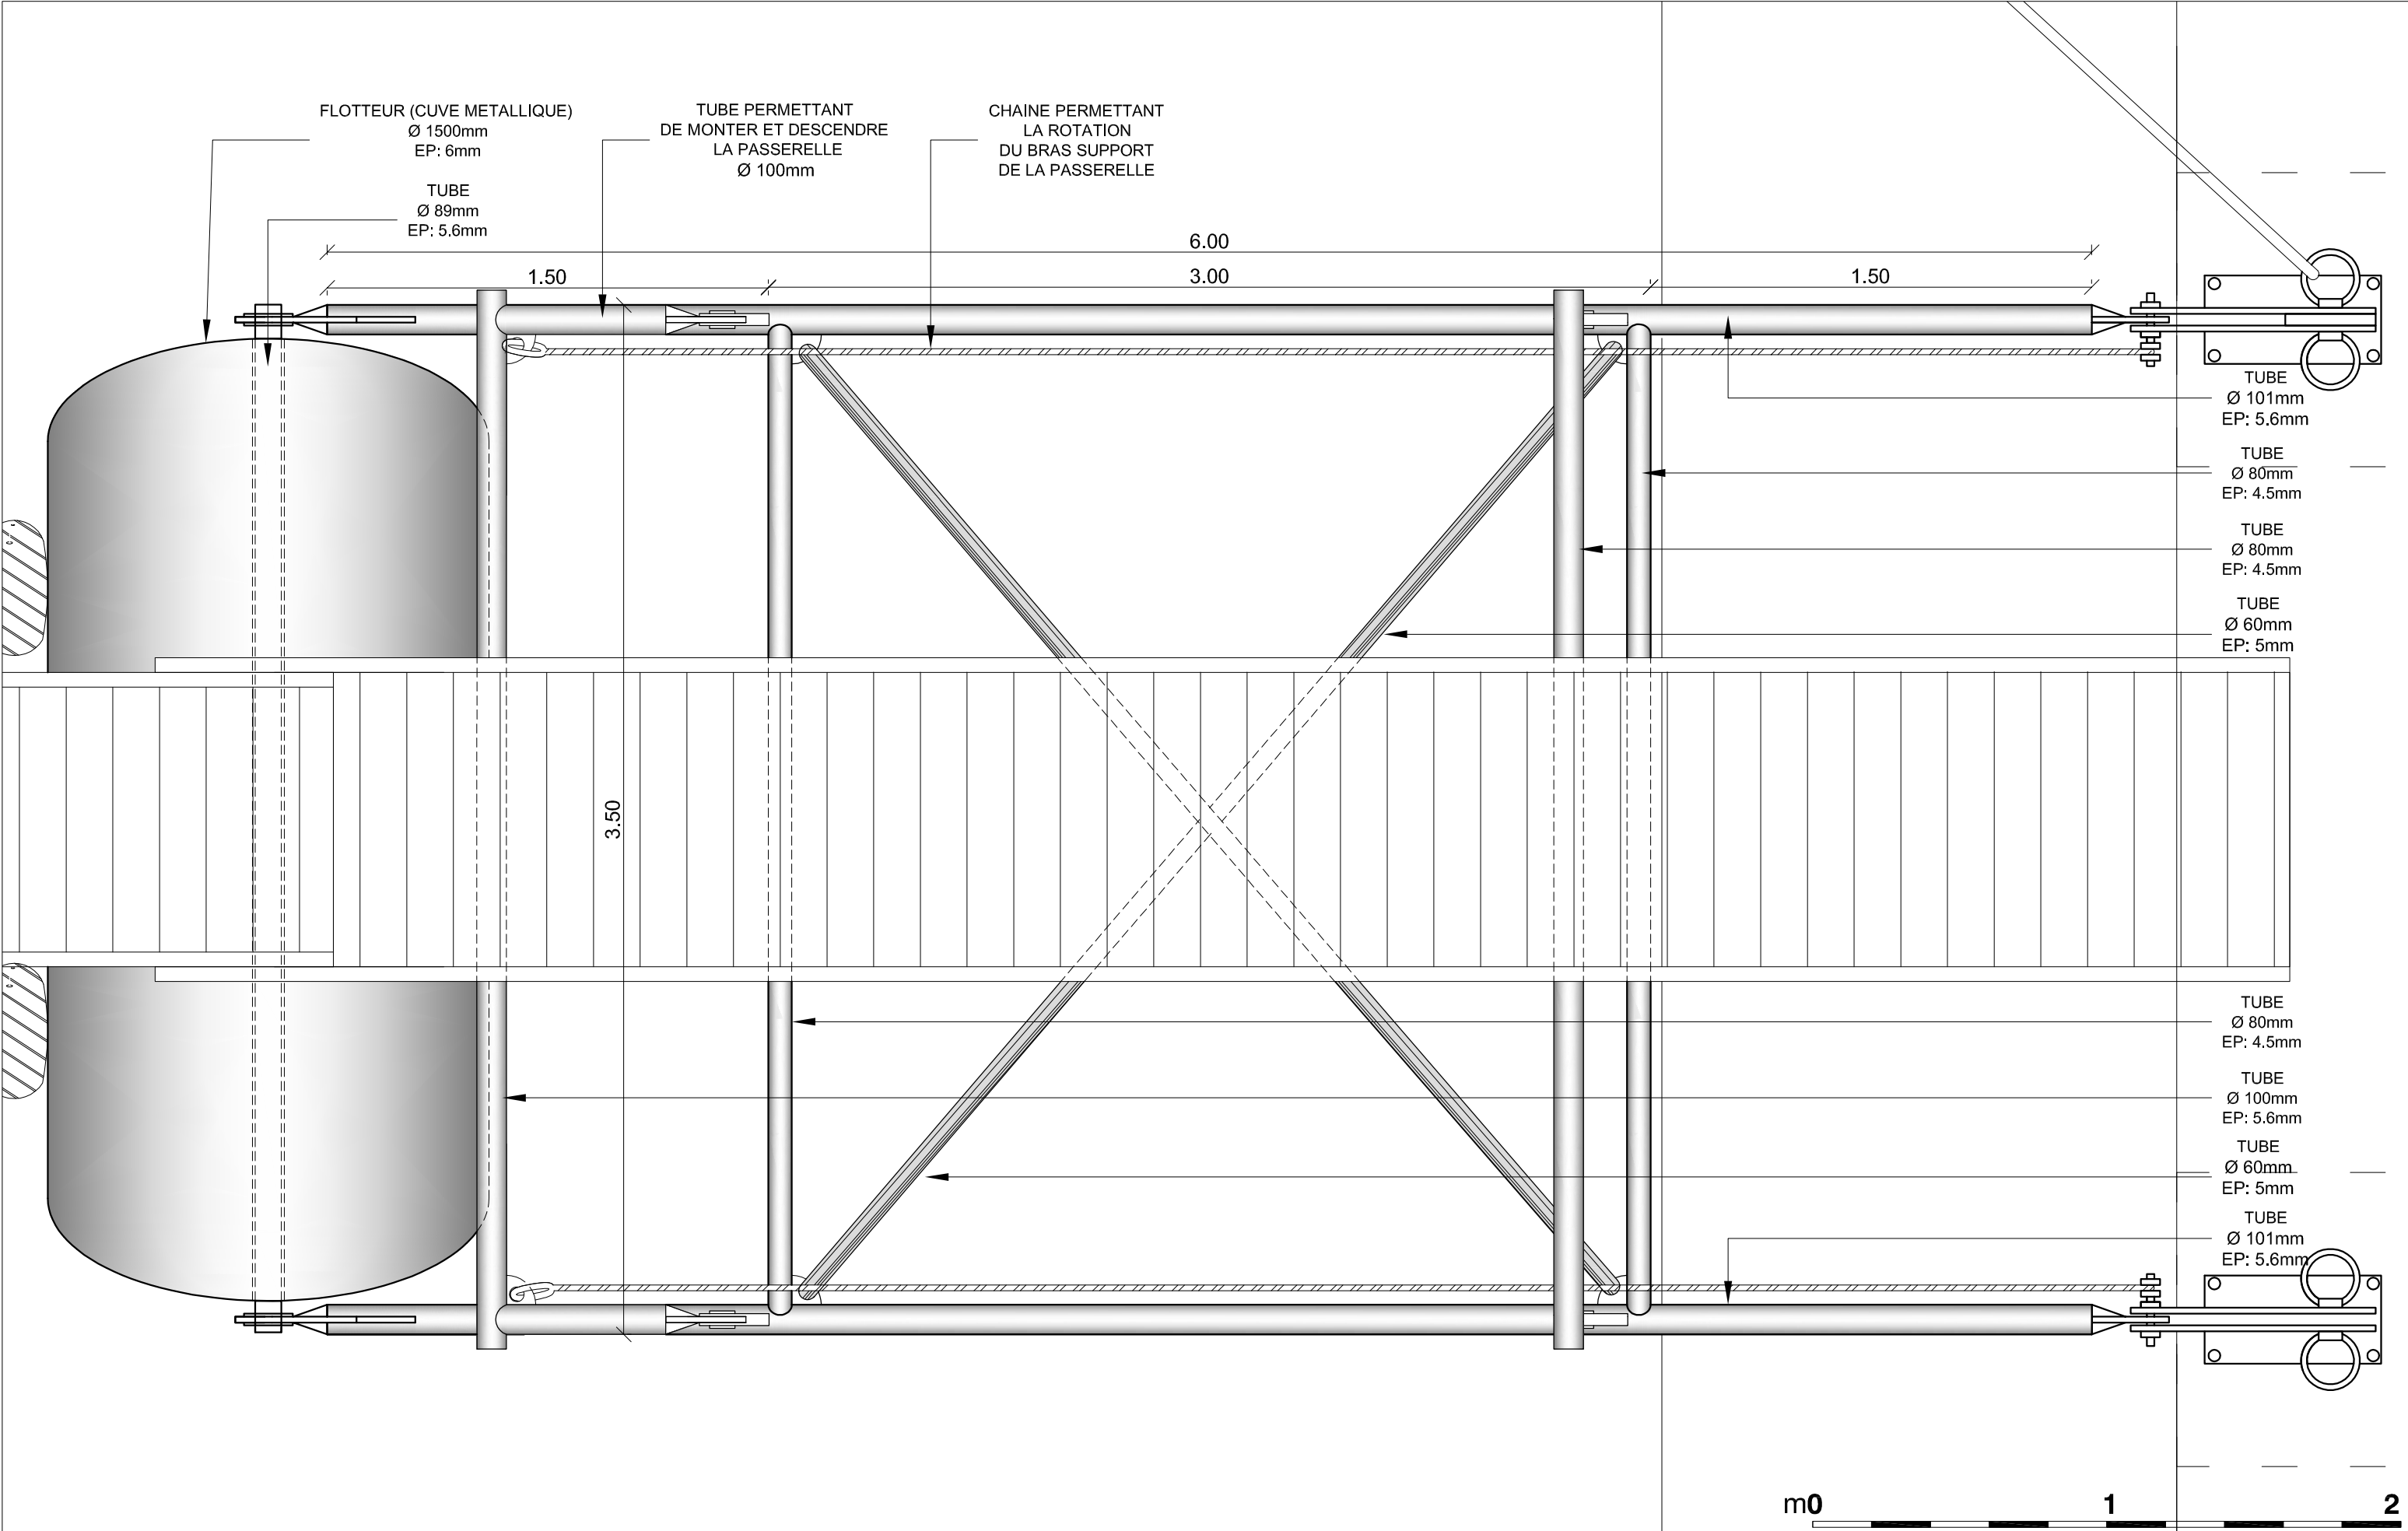 FLOTTEUR (CUVE METALLIQUE)
Ø 1500mm
EP: 6mm
TUBE
Ø 89mm
EP: 5.6mm
TUBE PERMETTANT
DE MONTER ET DESCENDRE
LA PASSERELLE
Ø 100mm
CHAINE PERMETTANT
LA ROTATION
DU BRAS SUPPORT
DE LA PASSERELLE
6.00
1.50
3.00
1.50
3.50
TUBE
Ø 101mm
EP: 5.6mm
TUBE
Ø 80mm
EP: 4.5mm
TUBE
Ø 80mm
EP: 4.5mm
TUBE
Ø 60mm
EP: 5mm
TUBE
Ø 80mm
EP: 4.5mm
TUBE
Ø 100mm
EP: 5.6mm
TUBE
Ø 60mm
EP: 5mm
TUBE
Ø 101mm
EP: 5.6mm
m0 1 2